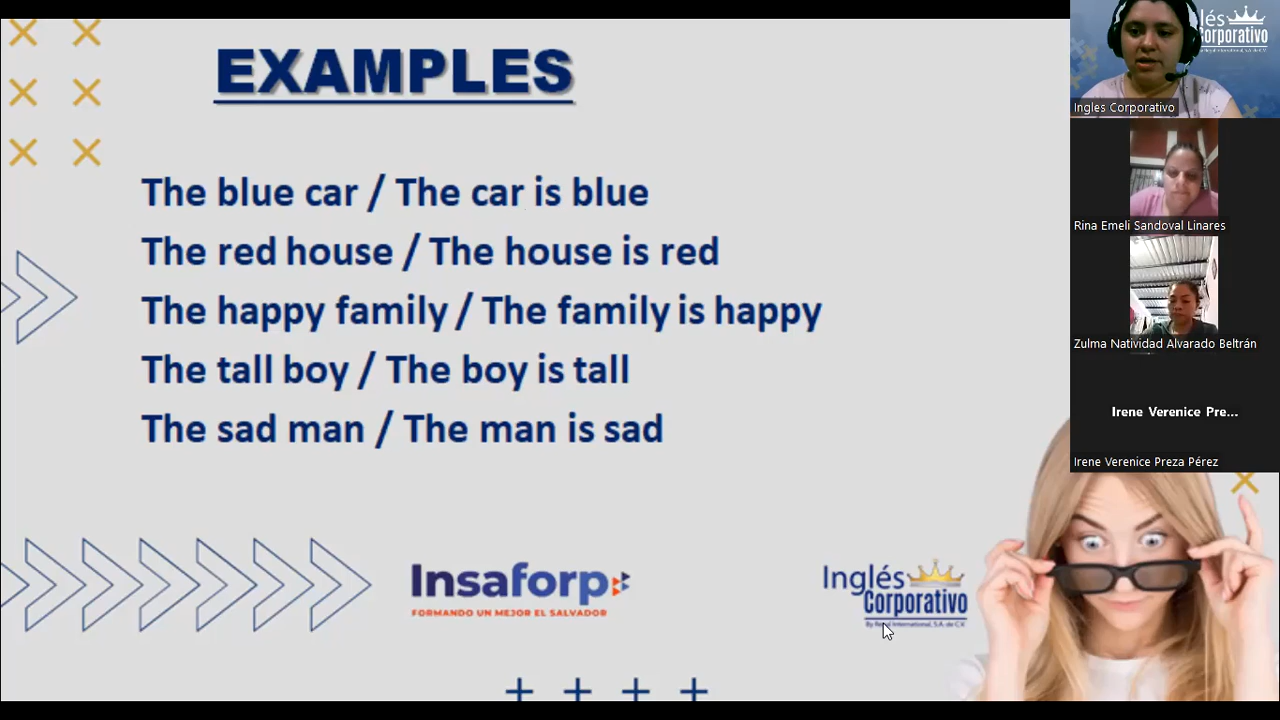 EXAMPLES
The blue car / The car is blue
The red house / The house is red
The happy family / The family is happy
The tall boy / The boy is tall
The sad man / The man is sad
Insaforp
FORMANDO UN MEJOR EL SALVADOR
Inglés
Corporativo
lés
orporativo
Ingles Corporativo
Rina Emeli Sandoval Linares
Zulma Natividad Alvarado Beltrán
Irene Verenice Pre...
Irene Verenice Preza Pérez